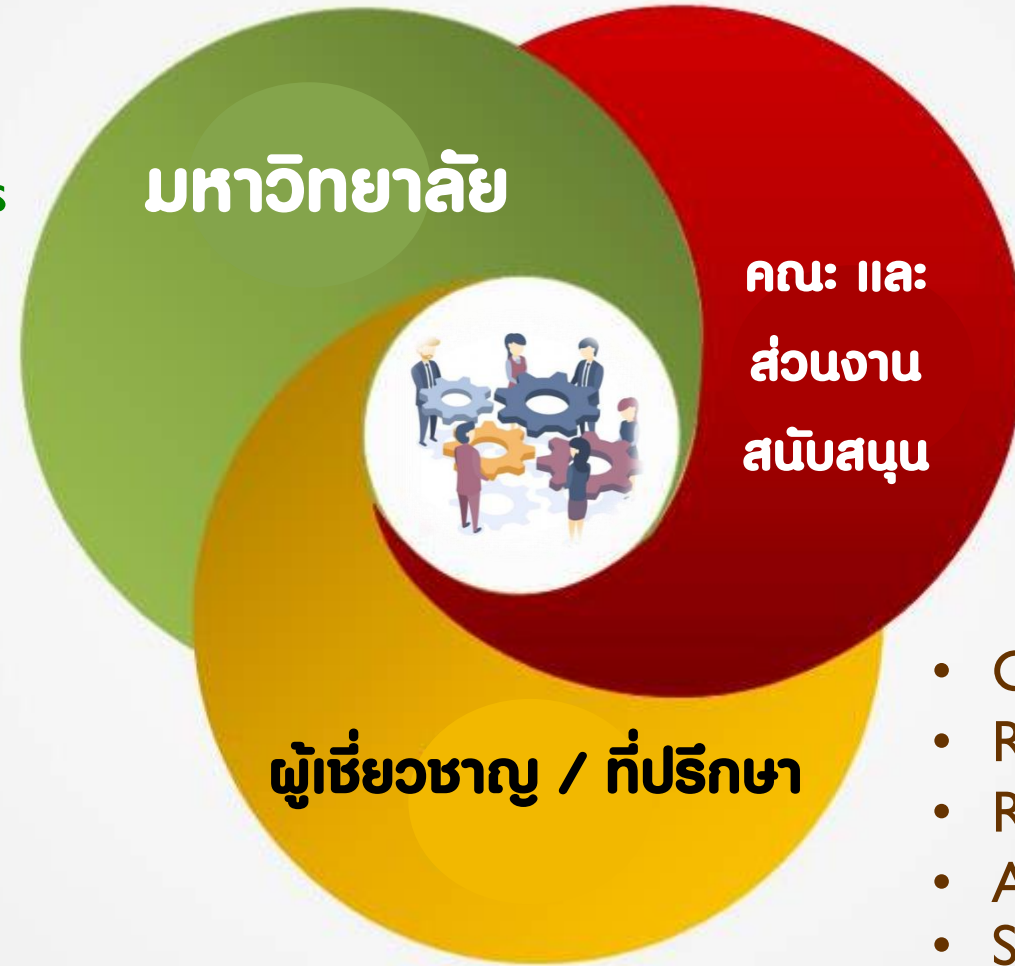 มหาวิทยาลัย
คณะ และ
ส่วนงาน
สนับสนุน
ผู้เชี่ยวชาญ / ที่ปรึกษา